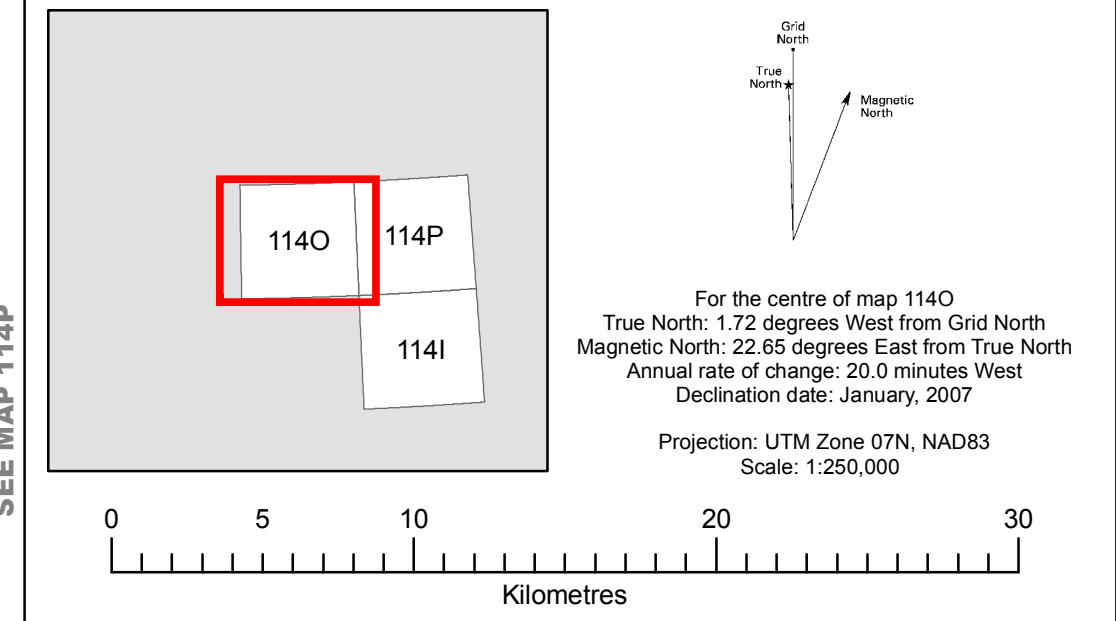 SEE MAP 114P
114O
114P
114I
Grid
North
True
North
Magnetic
North
For the centre of map 114O
True North: 1.72 degrees West from Grid North
Magnetic North: 22.65 degrees East from True North
Annual rate of change: 20.0 minutes West
Declination date: January, 2007
Projection: UTM Zone 07N, NAD83
Scale: 1:250,000
0 5 10 20 30
Kilometres